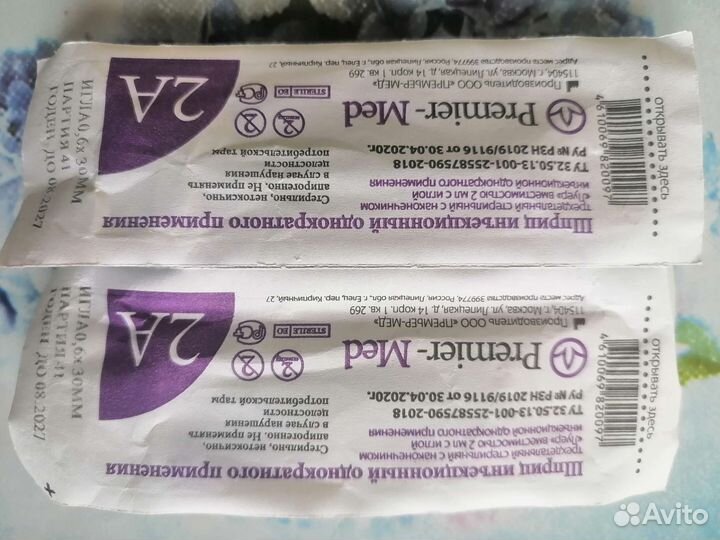 Шприц инъекционный однократного применения
трехдетальный стерильный с наконечником
«Луер» вместимостью 2 мл с иглой
инъекционной однократного применения
ТУ 32.50.13-001-25587590-2018
РУ № РЗН 2019/9116 от 30.04.2020г.
Premier-Med
Производитель ООО «ПРЕМЬЕР-МЕД»
115404, г. Москва, ул. Липецкая, д. 14 корп. 1 кв. 269
Адрес места производства 399774, Россия, Липецкая обл. г. Елец, пер. Кирпичный, 27
Стерильно, нетоксично,
апирогенно, Не применять
в случае нарушения
целостности
потребительской тары
STERILE EO
2A
ИГЛА 0,6x30ММ
ПАРТИЯ 41
ГОДЕН ДО 08.2027
4610069820097
открывать здесь
Шприц инъекционный однократного применения
трехдетальный стерильный с наконечником
«Луер» вместимостью 2 мл с иглой
инъекционной однократного применения
ТУ 32.50.13-001-25587590-2018
РУ № РЗН 2019/9116 от 30.04.2020г.
Premier-Med
Производитель ООО «ПРЕМЬЕР-МЕД»
115404, г. Москва, ул. Липецкая, д. 14 корп. 1 кв. 269
Адрес места производства 399774, Россия, Липецкая обл. г. Елец, пер. Кирпичный, 27
Стерильно, нетоксично,
апирогенно, Не применять
в случае нарушения
целостности
потребительской тары
STERILE EO
2A
ИГЛА 0,6x30ММ
ПАРТИЯ 41
ГОДЕН ДО 08.2027
4610069820097
открывать здесь
Avito